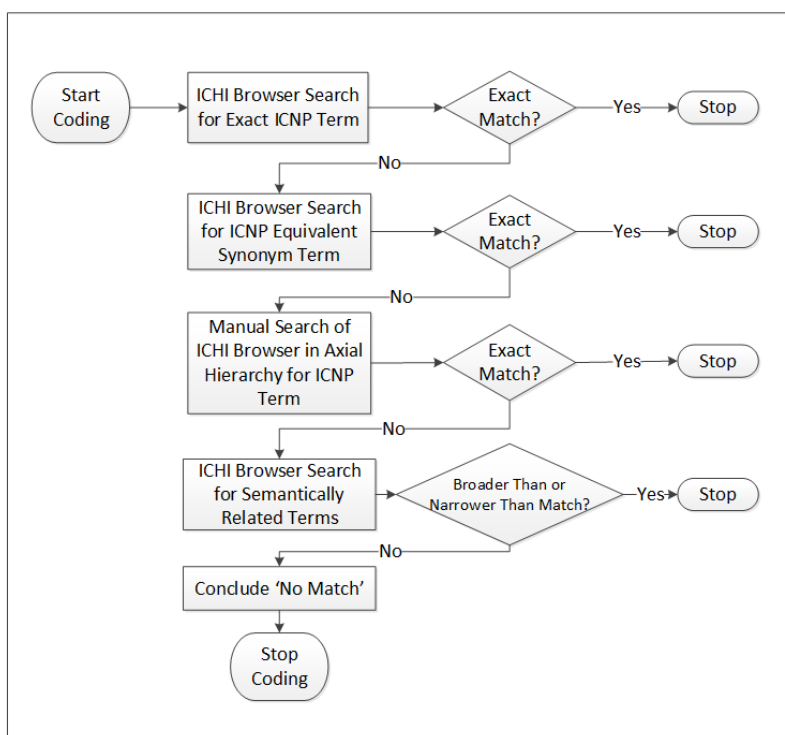 Start
Coding
ICHI Browser Search
for Exact ICNP Term
Exact
Match?
Yes
Stop
No
ICHI Browser Search
for ICNP Equivalent
Synonym Term
Exact
Match?
Yes
Stop
No
Manual Search of
ICHI Browser in Axial
Hierarchy for ICNP
Term
Exact
Match?
Yes
Stop
No
ICHI Browser Search
for Semantically
Related Terms
Broader Than or
Narrower Than Match?
Yes
Stop
No
Conclude ‘No Match’
Stop
Coding